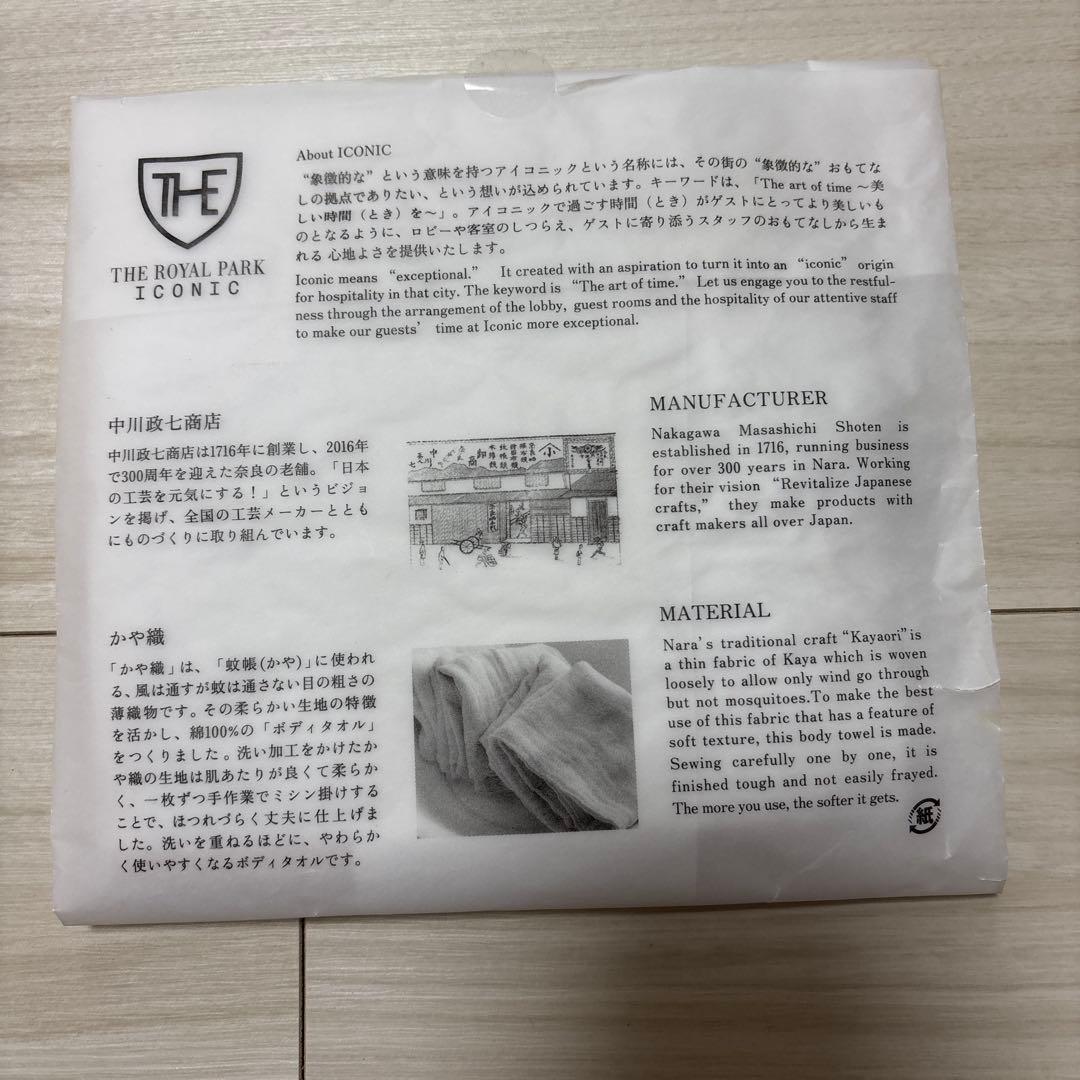 THE
THE ROYAL PARK
ICONIC
About ICONIC
“象徴的な”という意味を持つアイコニックという名称には、その街の“象徴的な”おもてな
しの拠点でありたい、という想いが込められています。キーワードは、「The art of time ～美
しい時間（とき）を～」。アイコニックで過ごす時間（とき）がゲストにとってより美しいも
のとなるように、ロビーや客室のしつらえ、ゲストに寄り添うスタッフのおもてなしから生ま
れる 心地よさを提供いたします。
Iconic means “exceptional.” It created with an aspiration to turn it into an “iconic” origin
for hospitality in that city. The keyword is “The art of time.” Let us engage you to the restful-
ness through the arrangement of the lobby, guest rooms and the hospitality of our attentive staff
to make our guests’ time at Iconic more exceptional.
中川政七商店
中川政七商店は1716年に創業し、2016年
で300周年を迎えた奈良の老舗。「日本
の工芸を元気にする！」というビジョ
ンを掲げ、全国の工芸メーカーととも
にものづくりに取り組んでいます。
MANUFACTURER
Nakagawa Masashichi Shoten is
established in 1716, running business
for over 300 years in Nara. Working
for their vision “Revitalize Japanese
crafts,” they make products with
craft makers all over Japan.
かや織
「かや織」は、「蚊帳(かや)」に使われ
る、風は通すが蚊は通さない目の粗さの
薄織物です。その柔らかい生地の特徴
を活かし、綿100%の「ボディタオル」
をつくりました。洗い加工をかけたか
や織の生地は肌あたりが良くて柔らか
く、一枚ずつ手作業でミシン掛けする
ことで、ほつれづらく丈夫に仕上げま
した。洗いを重ねるほどに、やわらか
く使いやすくなるボディタオルです。
MATERIAL
Nara’s traditional craft “Kayaori” is
a thin fabric of Kaya which is woven
loosely to allow only wind go through
but not mosquitoes.To make the best
use of this fabric that has a feature of
soft texture, this body towel is made.
Sewing carefully one by one, it is
finished tough and not easily frayed.
The more you use, the softer it gets.
紙